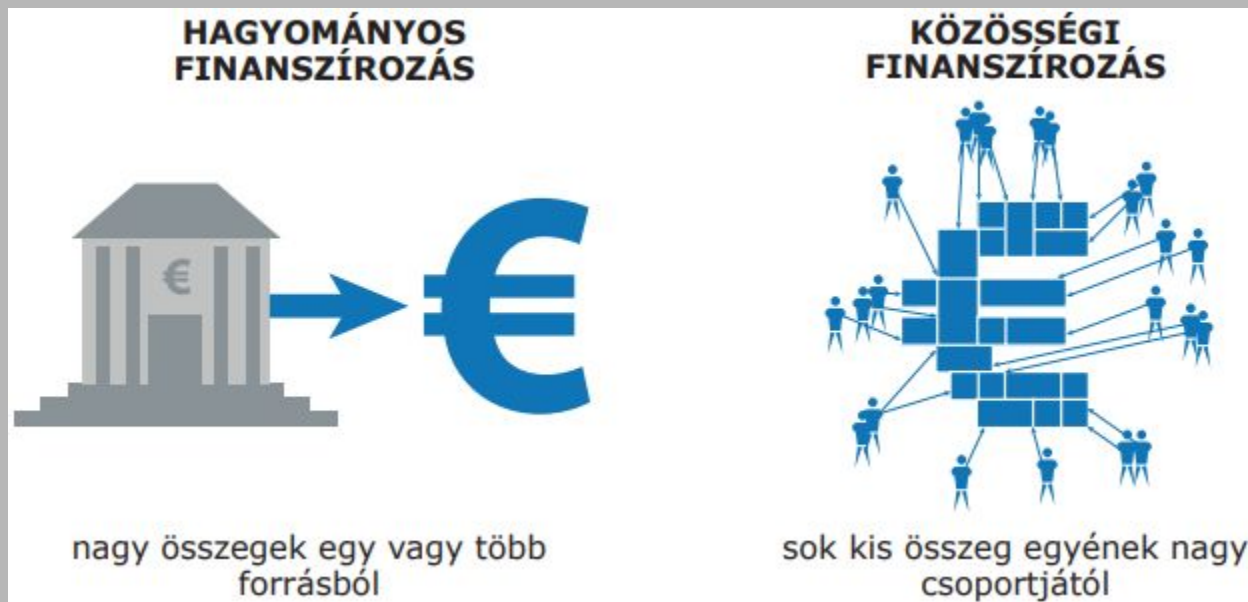 HAGYOMÁNYOS
FINANSZÍROZÁS
€
€
nagy összegek egy vagy több
forrásból
KÖZÖSSÉGI
FINANSZÍROZÁS
sok kis összeg egyének nagy
csoportjától